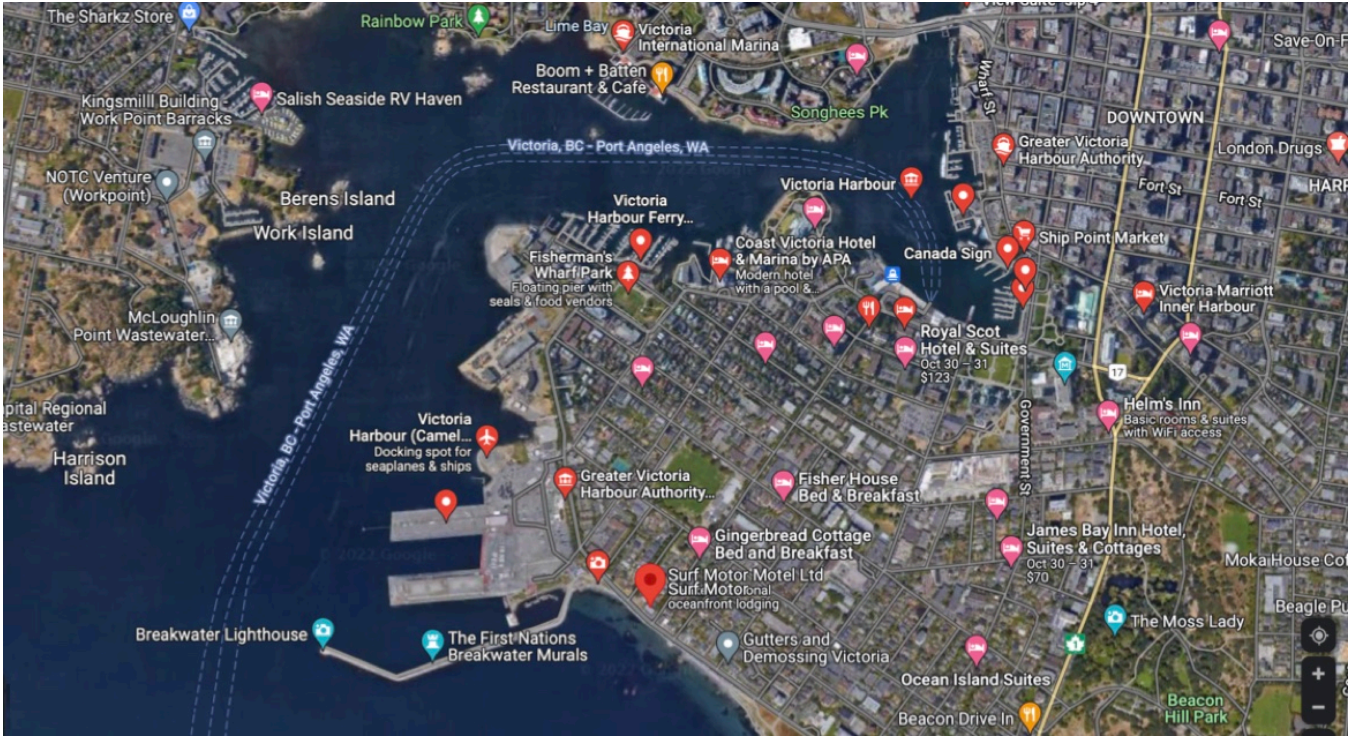 The Sharkz Store
Rainbow Park
Lime Bay
Victoria
International Marina
Save-On-F
Boom + Batten
Restaurant & Cafe
Wharf St
Salish Seaside RV Haven
Kingsmilll Building -
Work Point Barracks
Songhees Pk
DOWNTOWN
Victoria, BC - Port Angeles, WA
Greater Victoria
Harbour Authority
London Drugs
NOTC Venture
(Workpoint)
Victoria Harbour
Fort St
Fort St
HARR
Berens Island
Work Island
Victoria
Harbour Ferry...
Coast Victoria Hotel
& Marina by APA
Modern hotel
with a pool &...
Canada Sign
Ship Point Market
Fisherman's
Wharf Park
Floating pier with
seals & food vendors
Victoria Marriott
Inner Harbour
McLoughlin
Point Wastewater...
Royal Scot
Hotel & Suites
Oct 30 – 31
$123
17
Victoria, BC - Port Angeles, WA
Government St
Helm's Inn
Basic rooms & suites
with WiFi access
apital Regional
astewater
Victoria
Harbour (Camel...
Docking spot for
seaplanes & ships
Harrison
Island
Greater Victoria
Harbour Authority...
Fisher House
Bed & Breakfast
Gingerbread Cottage
Bed and Breakfast
James Bay Inn Hotel,
Suites & Cottages
Oct 30 – 31
$70
Moka House Cof
Surf Motor Motel Ltd
Surf Motor
oceanfront lodging
Beagle Pu
The Moss Lady
Breakwater Lighthouse
The First Nations
Breakwater Murals
Gutters and
Demossing Victoria
1
Ocean Island Suites
Beacon Drive In
Beacon
Hill Park